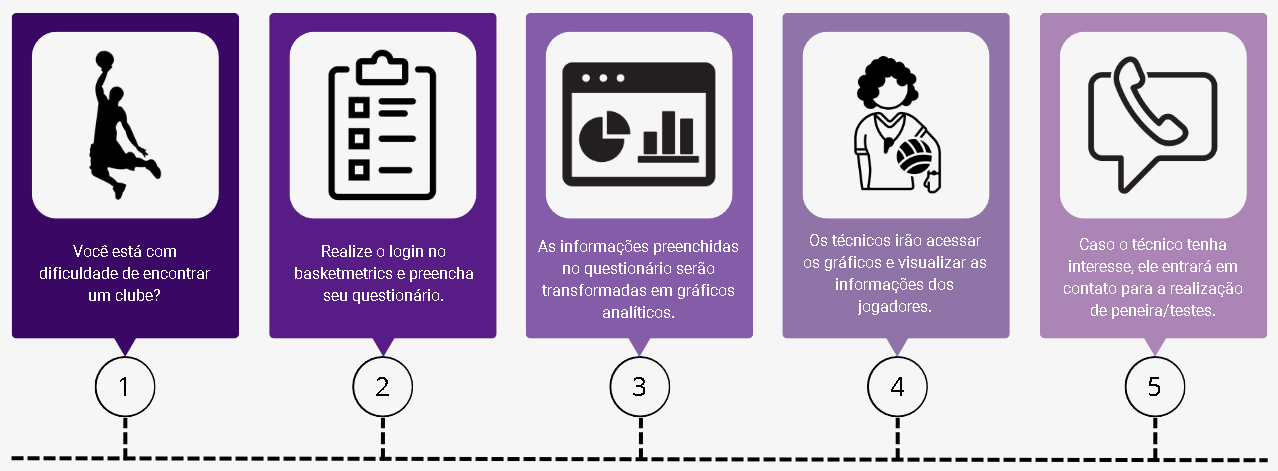 Você está com
dificuldade de encontrar
um clube?
Realize o login no
basketmetrics e preencha
seu questionário.
As informações preenchidas
no questionário serão
transformadas em gráficos
analíticos.
Os técnicos irão acessar
os gráficos e visualizar as
informações dos
jogadores.
Caso o técnico tenha
interesse, ele entrará em
contato para a realização
de peneira/testes.
1
2
3
4
5